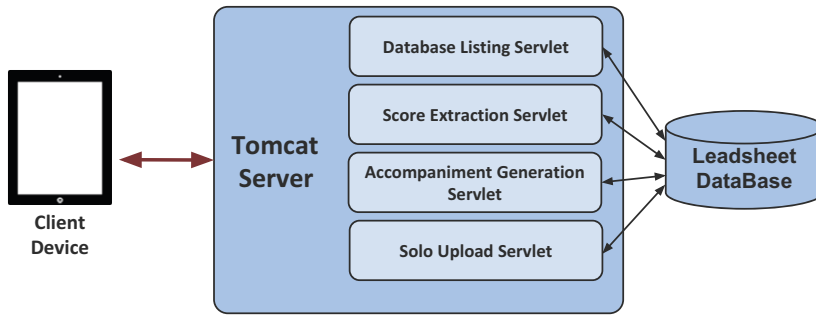 Client
Device
Tomcat
Server
Database Listing Servlet
Score Extraction Servlet
Accompaniment Generation
Servlet
Solo Upload Servlet
Leadsheet
DataBase